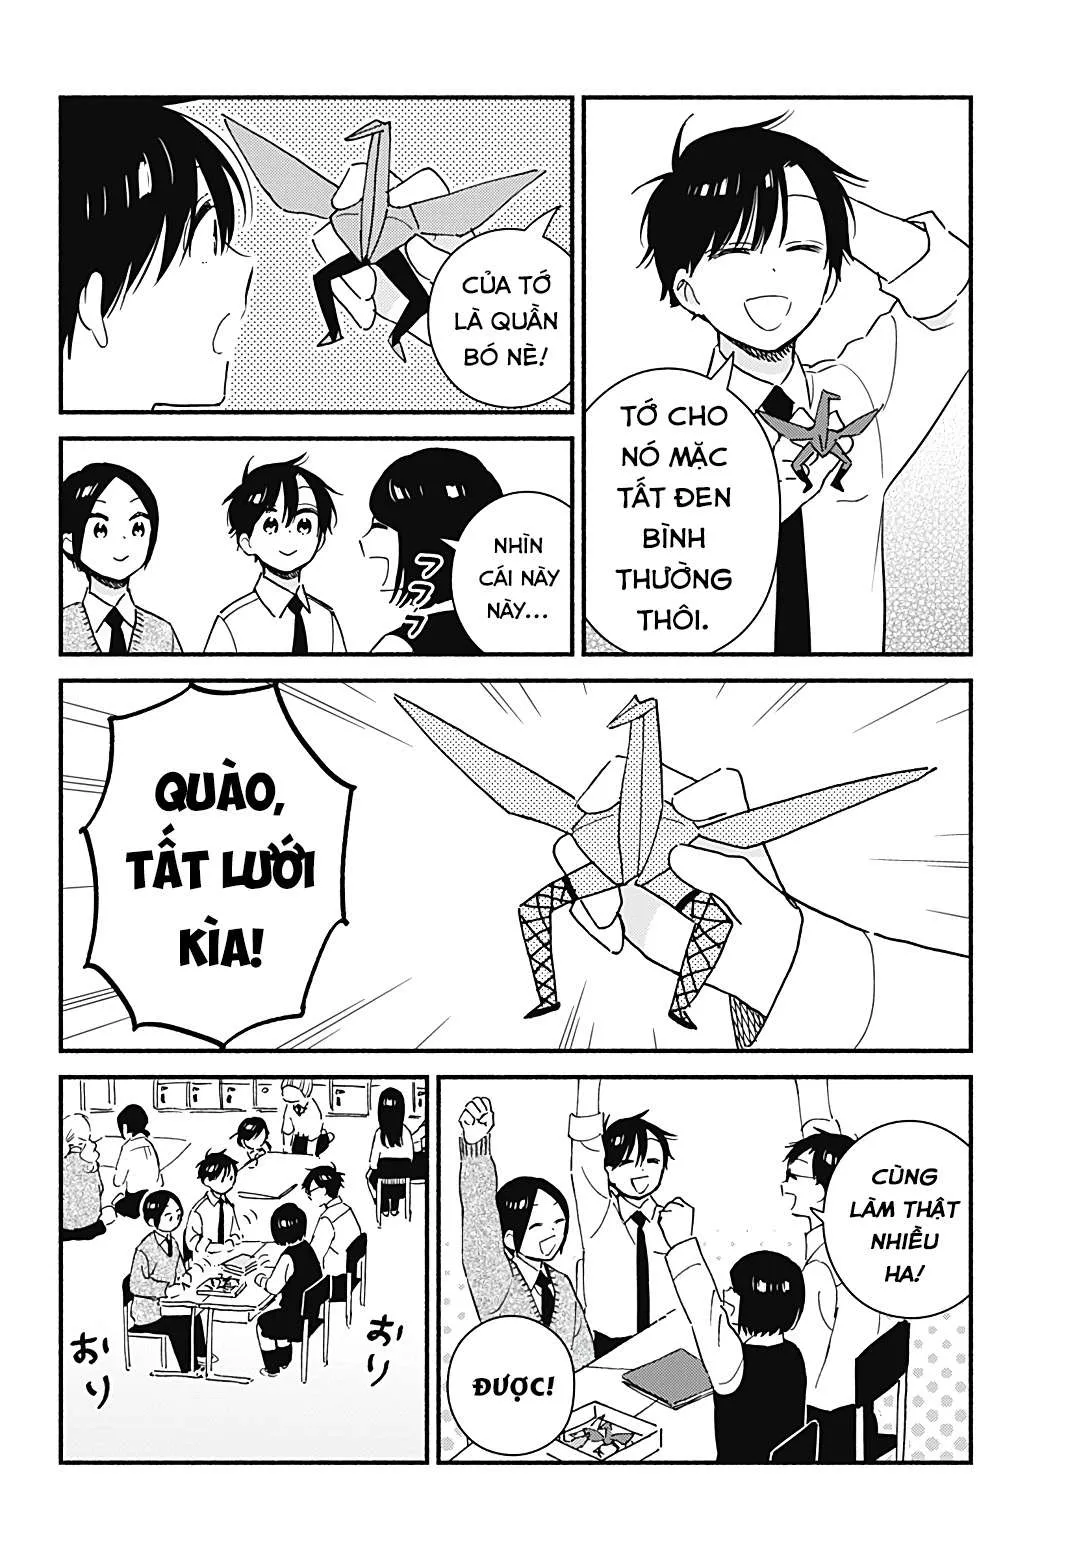 TỚ CHO
NÓ MẶC
TẤT ĐEN
BÌNH
THƯỜNG
THÔI.
CỦA TỚ
LÀ QUẦN
BÓ NÈ!
NHÌN
CÁI NÀY
NÀY...
フフフ
QUÀO,
TẤT LƯỚI
KÌA!
CŨNG
LÀM THẬT
NHIỀU
HA!
ĐƯỢC!
おり
おり